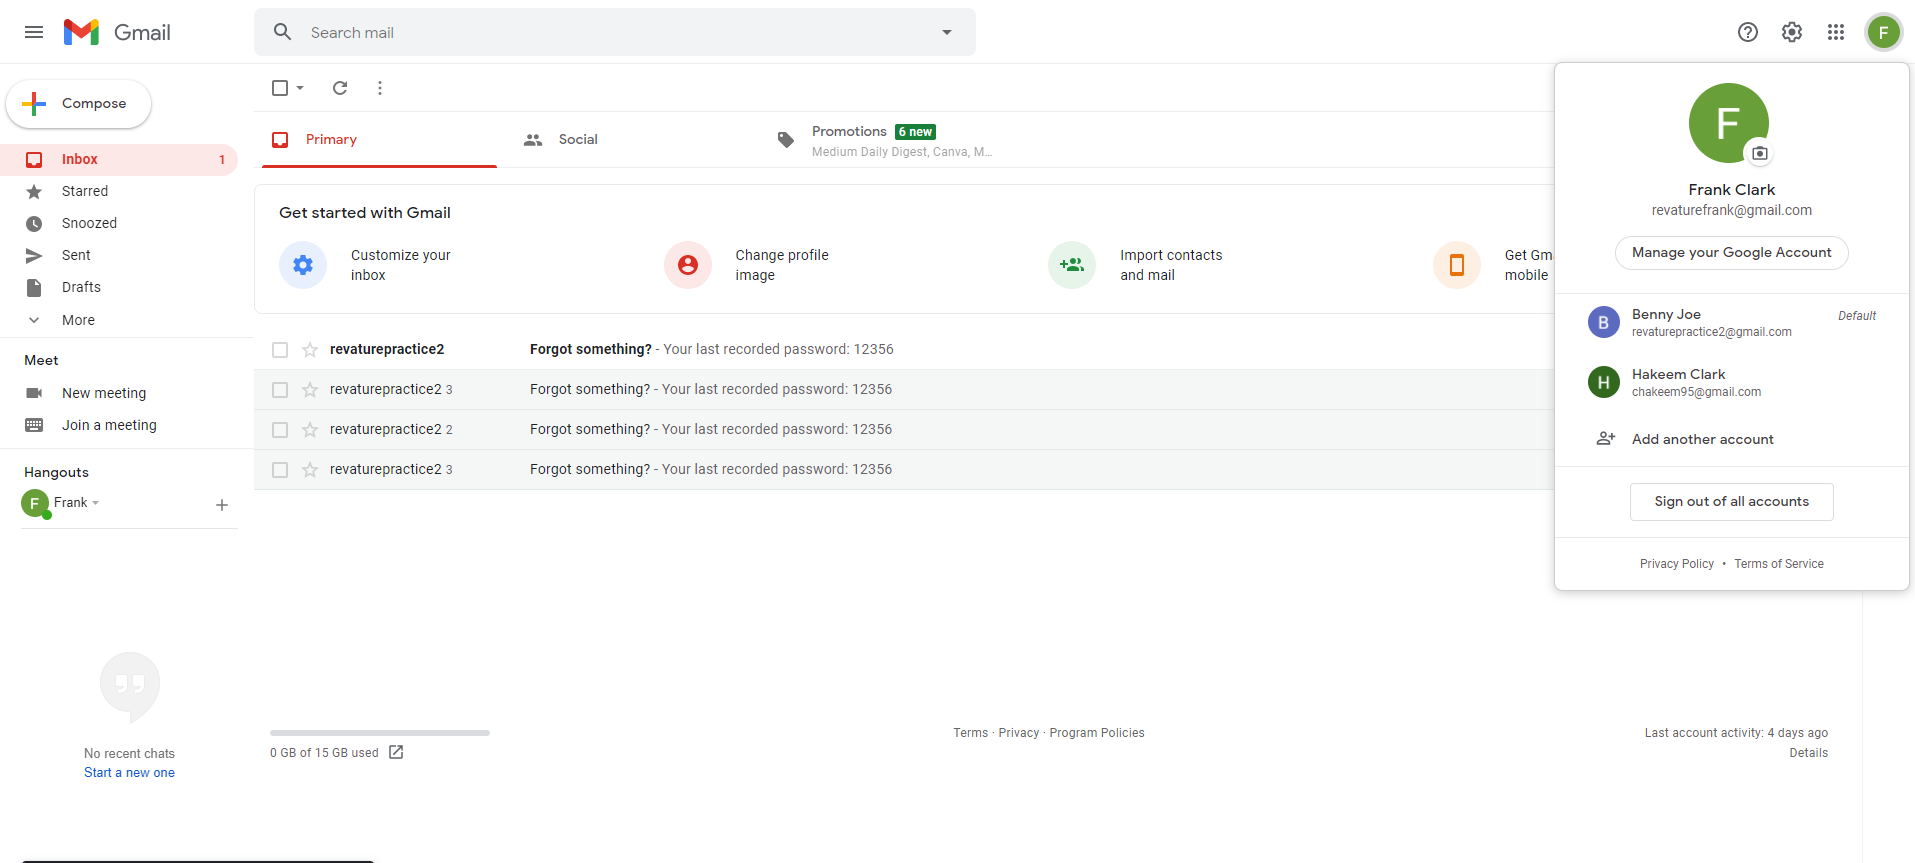 Gmail
Search mail
F
Compose
Inbox 1
Starred
Snoozed
Sent
Drafts
More
Meet
New meeting
Join a meeting
Hangouts
F Frank
No recent chats
Start a new one
Primary
Social
Promotions 6 new
Medium Daily Digest, Canva, M...
Get started with Gmail
Customize your
inbox
Change profile
image
Import contacts
and mail
Get Gm
mobile
revaturepractice2 Forgot something? - Your last recorded password: 12356
revaturepractice2 3 Forgot something? - Your last recorded password: 12356
revaturepractice2 2 Forgot something? - Your last recorded password: 12356
revaturepractice2 3 Forgot something? - Your last recorded password: 12356
0 GB of 15 GB used
Terms · Privacy · Program Policies
Last account activity: 4 days ago
Details
F
Frank Clark
revaturefrank@gmail.com
Manage your Google Account
B Benny Joe Default
revaturepractice2@gmail.com
H Hakeem Clark
chakeem95@gmail.com
Add another account
Sign out of all accounts
Privacy Policy • Terms of Service